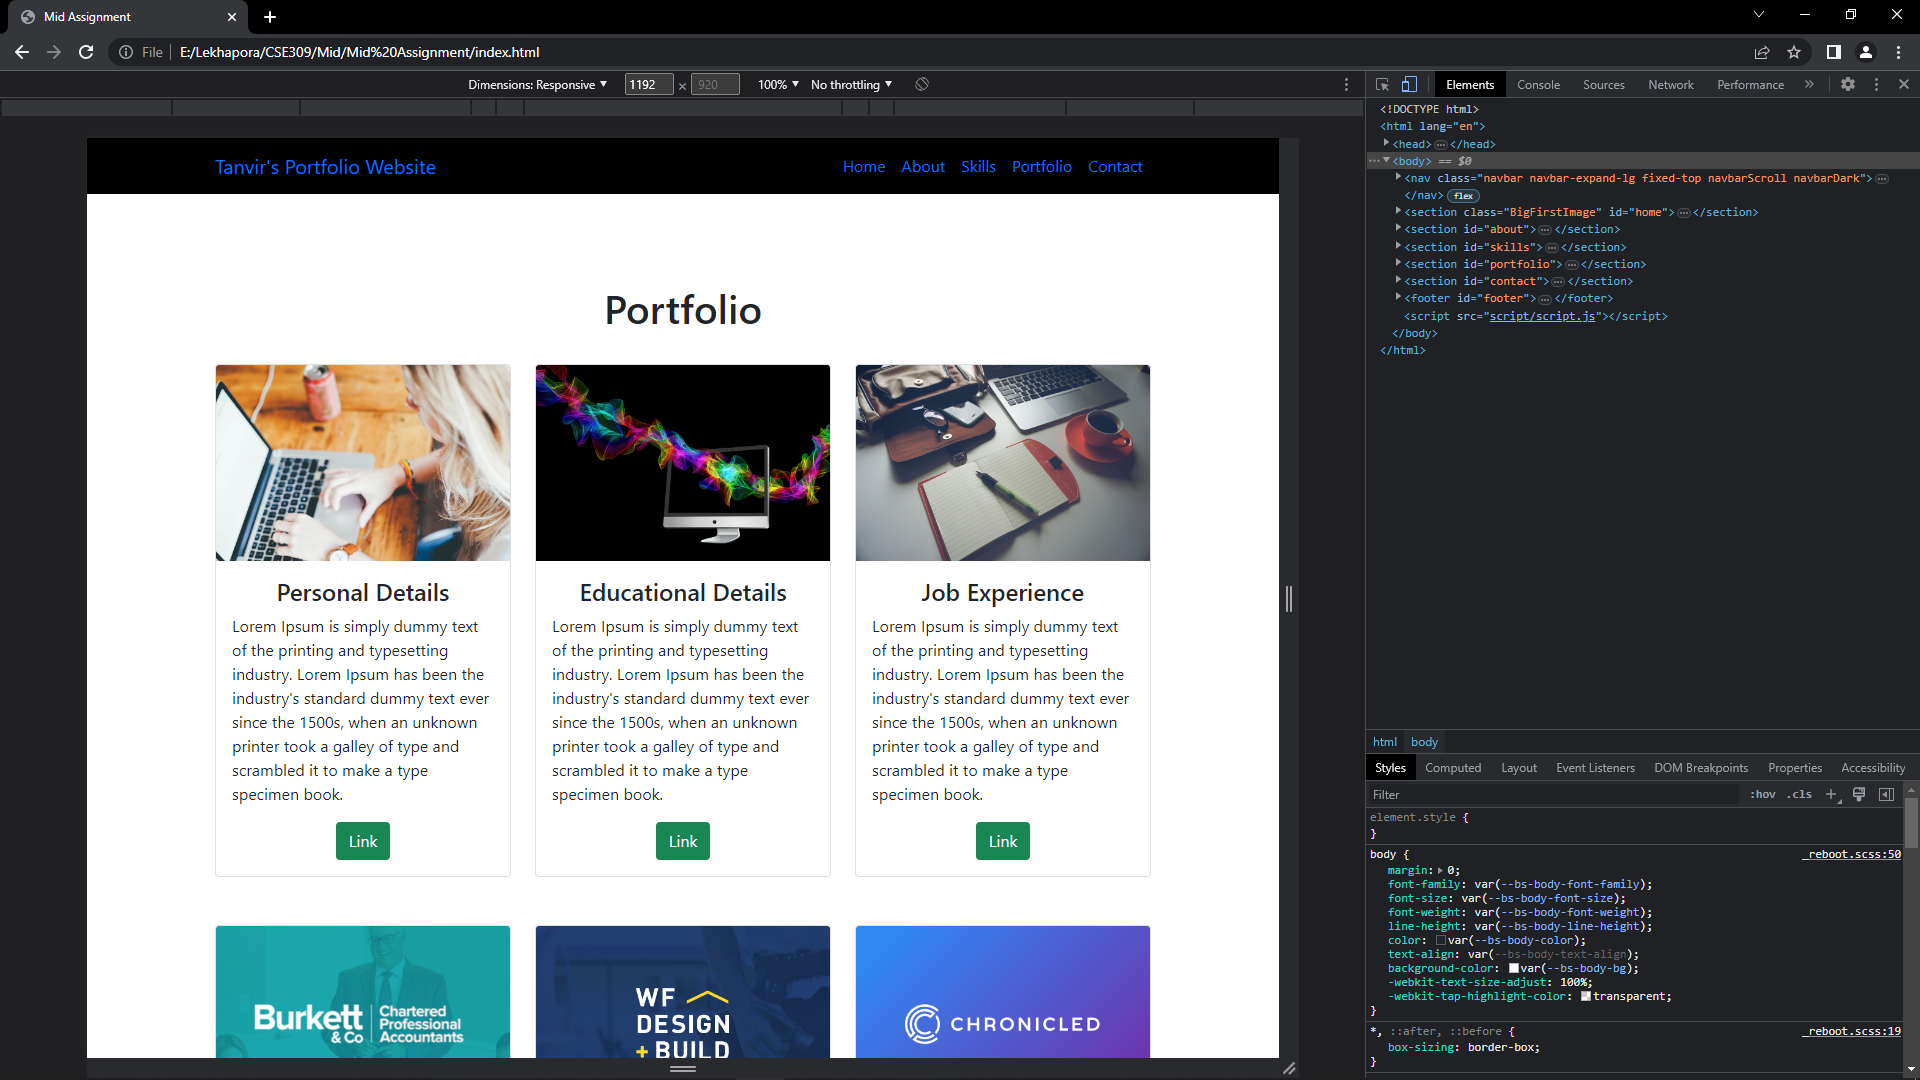 Mid Assignment
File E:/Lekhapora/CSE309/Mid/Mid%20Assignment/index.html
Dimensions: Responsive ▼ 1192 × 920 100% ▼ No throttling ▼
Tanvir's Portfolio Website Home About Skills Portfolio Contact
Portfolio
Personal Details
Lorem Ipsum is simply dummy text
of the printing and typesetting
industry. Lorem Ipsum has been the
industry's standard dummy text ever
since the 1500s, when an unknown
printer took a galley of type and
scrambled it to make a type
specimen book.
Link
Educational Details
Lorem Ipsum is simply dummy text
of the printing and typesetting
industry. Lorem Ipsum has been the
industry's standard dummy text ever
since the 1500s, when an unknown
printer took a galley of type and
scrambled it to make a type
specimen book.
Link
Job Experience
Lorem Ipsum is simply dummy text
of the printing and typesetting
industry. Lorem Ipsum has been the
industry's standard dummy text ever
since the 1500s, when an unknown
printer took a galley of type and
scrambled it to make a type
specimen book.
Link
Burkett
& Co
Chartered
Professional
Accountants
WF
DESIGN
+ BUILD
CHRONICLED
Elements Console Sources Network Performance »
<!DOCTYPE html>
<html lang="en">
<head>…</head>
<body> == $0
<nav class="navbar navbar-expand-lg fixed-top navbarScroll navbarDark">…
</nav> flex
<section class="BigFirstImage" id="home">…</section>
<section id="about">…</section>
<section id="skills">…</section>
<section id="portfolio">…</section>
<section id="contact">…</section>
<footer id="footer">…</footer>
<script src="script/script.js"></script>
</body>
</html>
html body
Styles Computed Layout Event Listeners DOM Breakpoints Properties Accessibility
Filter :hov .cls +
element.style {
}
body { _reboot.scss:50
margin: 0;
font-family: var(--bs-body-font-family);
font-size: var(--bs-body-font-size);
font-weight: var(--bs-body-font-weight);
line-height: var(--bs-body-line-height);
color: var(--bs-body-color);
text-align: var(--bs-body-text-align);
background-color: var(--bs-body-bg);
-webkit-text-size-adjust: 100%;
-webkit-tap-highlight-color: transparent;
}
*, ::after, ::before { _reboot.scss:19
box-sizing: border-box;
}